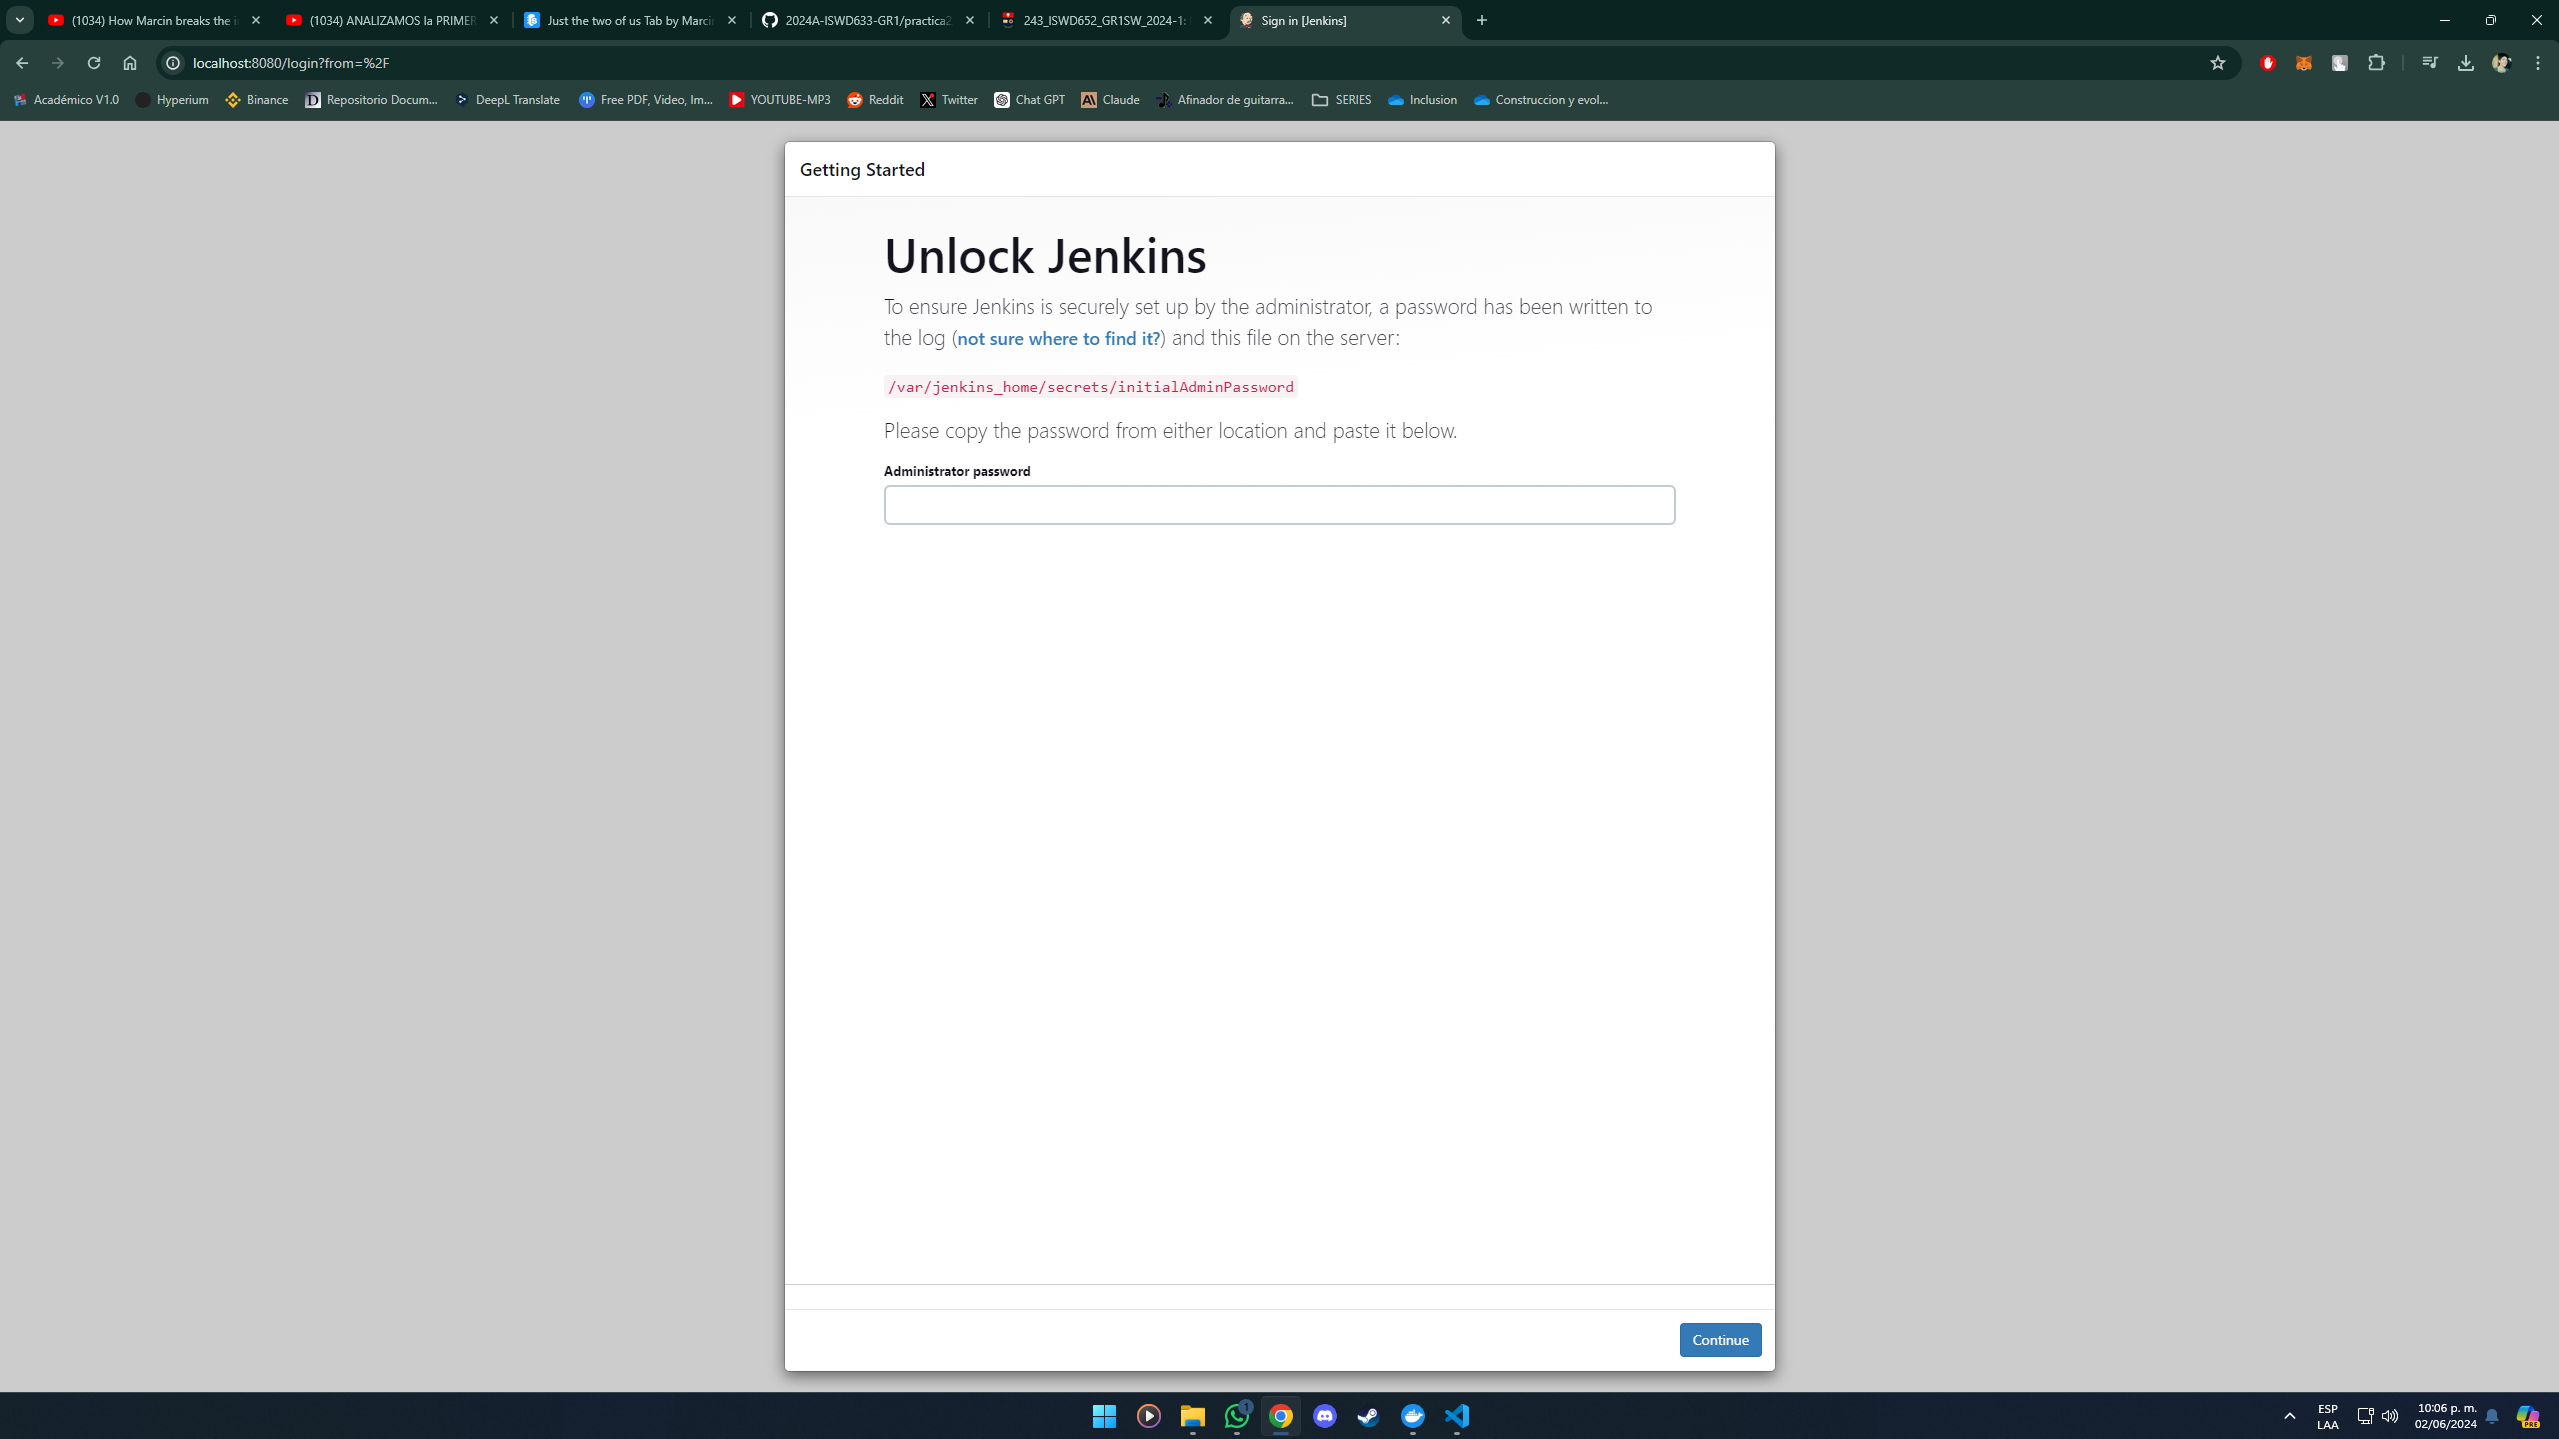 (1034) How Marcin breaks the i
(1034) ANALIZAMOS la PRIMER
Just the two of us Tab by Marcin
2024A-ISWD633-GR1/practica2
243_ISWD652_GR1SW_2024-1:
Sign in [Jenkins]
localhost:8080/login?from=%2F
Académico V1.0
Hyperium
Binance
Repositorio Docum...
DeepL Translate
Free PDF, Video, Im...
YOUTUBE-MP3
Reddit
Twitter
Chat GPT
Claude
Afinador de guitarra...
SERIES
Inclusion
Construccion y evol...
Getting Started
Unlock Jenkins
To ensure Jenkins is securely set up by the administrator, a password has been written to
the log (not sure where to find it?) and this file on the server:
/var/jenkins_home/secrets/initialAdminPassword
Please copy the password from either location and paste it below.
Administrator password
Continue
1
ESP
LAA
10:06 p. m.
02/06/2024
PRE